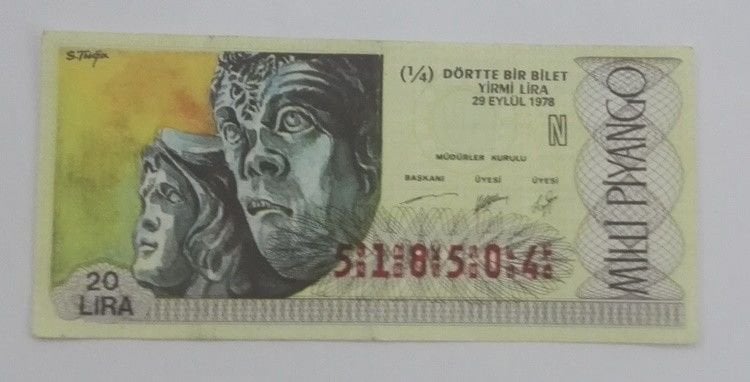 S. Tuğa
(1/4) DÖRTTE BİR BİLET
YİRMİ LİRA
29 EYLÜL 1978
N
MÜDÜRLER KURULU
BAŞKANI ÜYESİ ÜYESİ
518504
MİLLİ PİYANGO
20
LİRA